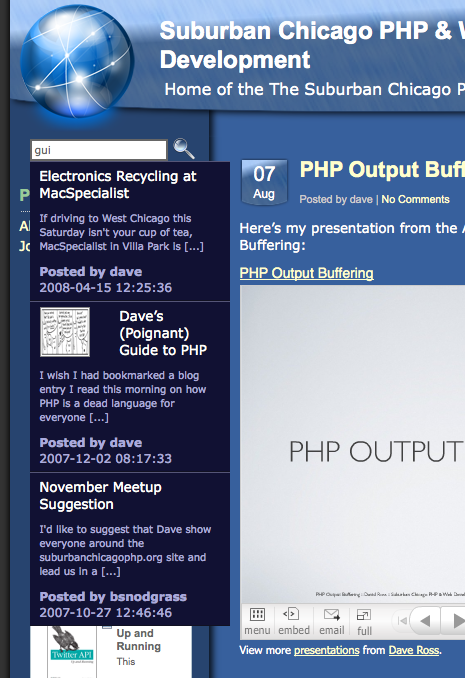 Suburban Chicago PHP & W
Development
Home of the The Suburban Chicago P
gui
Electronics Recycling at
MacSpecialist
If driving to West Chicago this
Saturday isn't your cup of tea,
MacSpecialist in Villa Park is [...]
Posted by dave
2008-04-15 12:25:36
Dave's
(Poignant)
Guide to PHP
I wish I had bookmarked a blog
entry I read this morning on how
PHP is a dead language for
everyone [...]
Posted by dave
2007-12-02 08:17:33
November Meetup
Suggestion
I'd like to suggest that Dave show
everyone around the
suburbanchicagophp.org site and
lead us in a [...]
Posted by bsnodgrass
2007-10-27 12:46:46
Twitter API
Up and Running
Up and
Running
This
07
Aug
PHP Output Buff
Posted by dave | No Comments
Here's my presentation from the A
Buffering:
PHP Output Buffering
PHP OUTPUT
PHP Output Buffering :: David Ross :: Suburban Chicago PHP & Web Deve
menu
embed
email
full
View more presentations from Dave Ross.